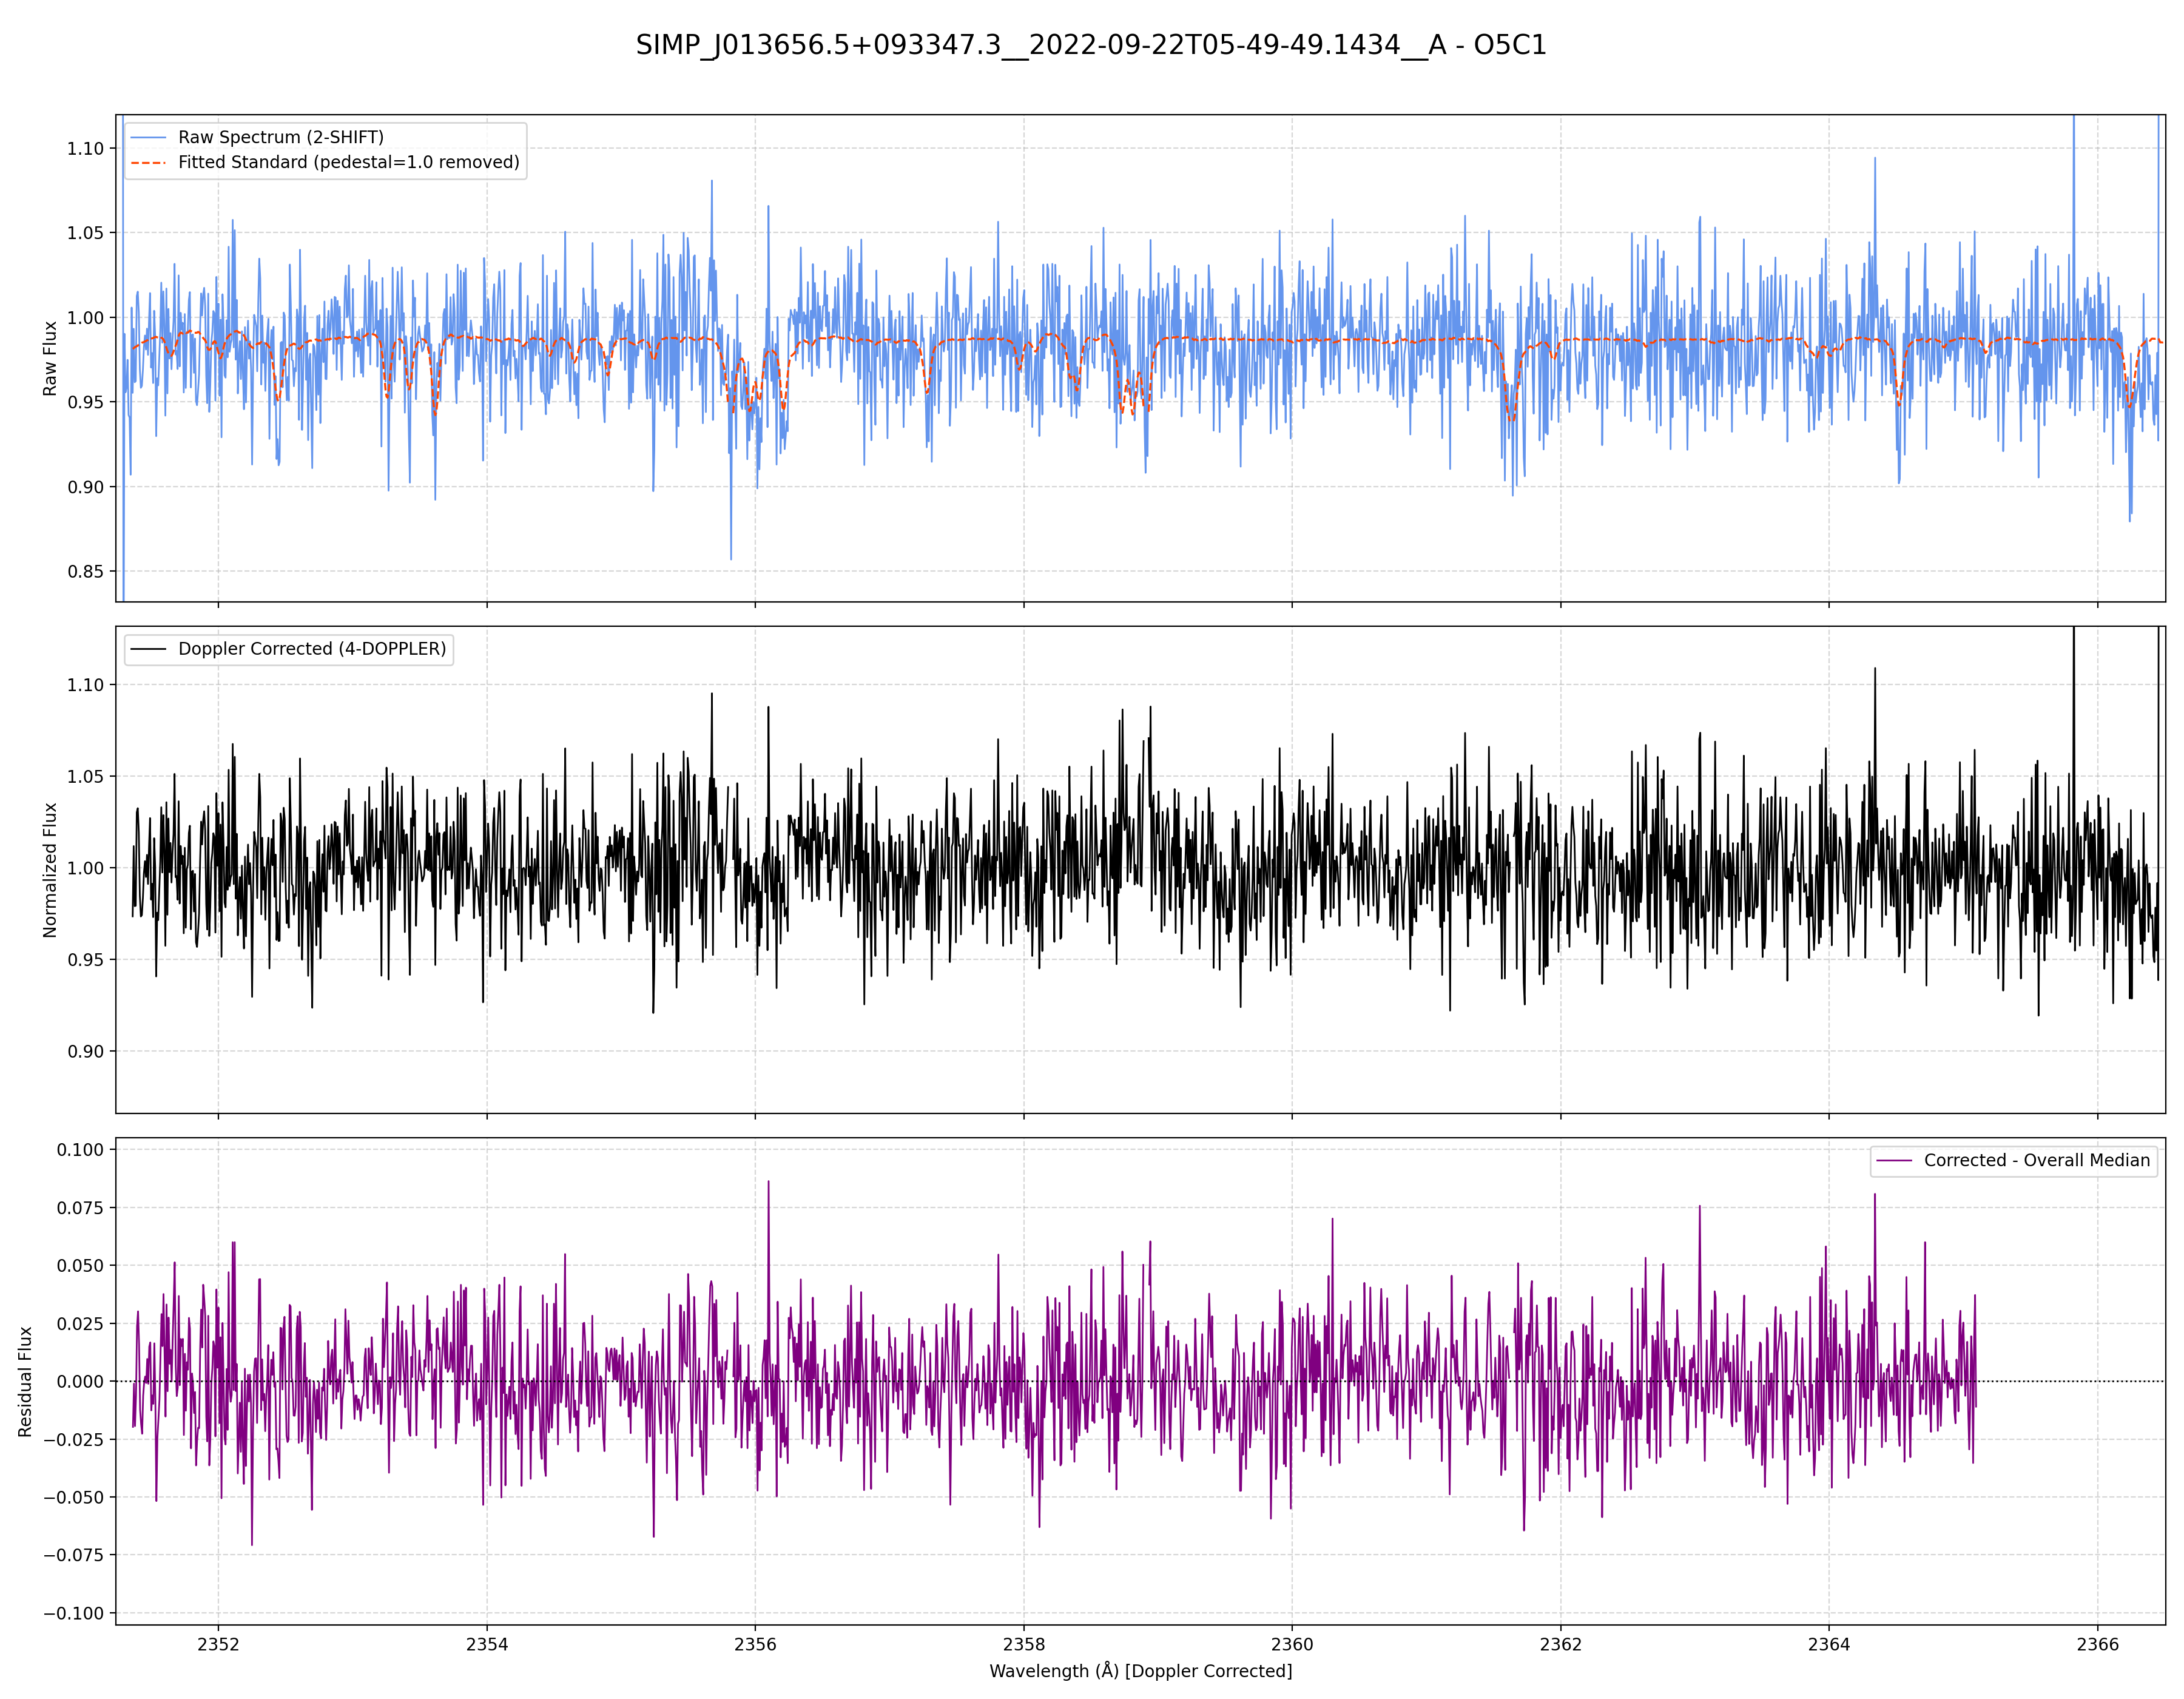 SIMP_J013656.5+093347.3__2022-09-22T05-49-49.1434__A - O5C1
Raw Spectrum (2-SHIFT)
Fitted Standard (pedestal=1.0 removed)
Raw Flux
1.10
1.05
1.00
0.95
0.90
0.85
Doppler Corrected (4-DOPPLER)
Normalized Flux
1.10
1.05
1.00
0.95
0.90
Corrected - Overall Median
Residual Flux
0.100
0.075
0.050
0.025
0.000
−0.025
−0.050
−0.075
−0.100
2352 2354 2356 2358 2360 2362 2364 2366
Wavelength (Å) [Doppler Corrected]